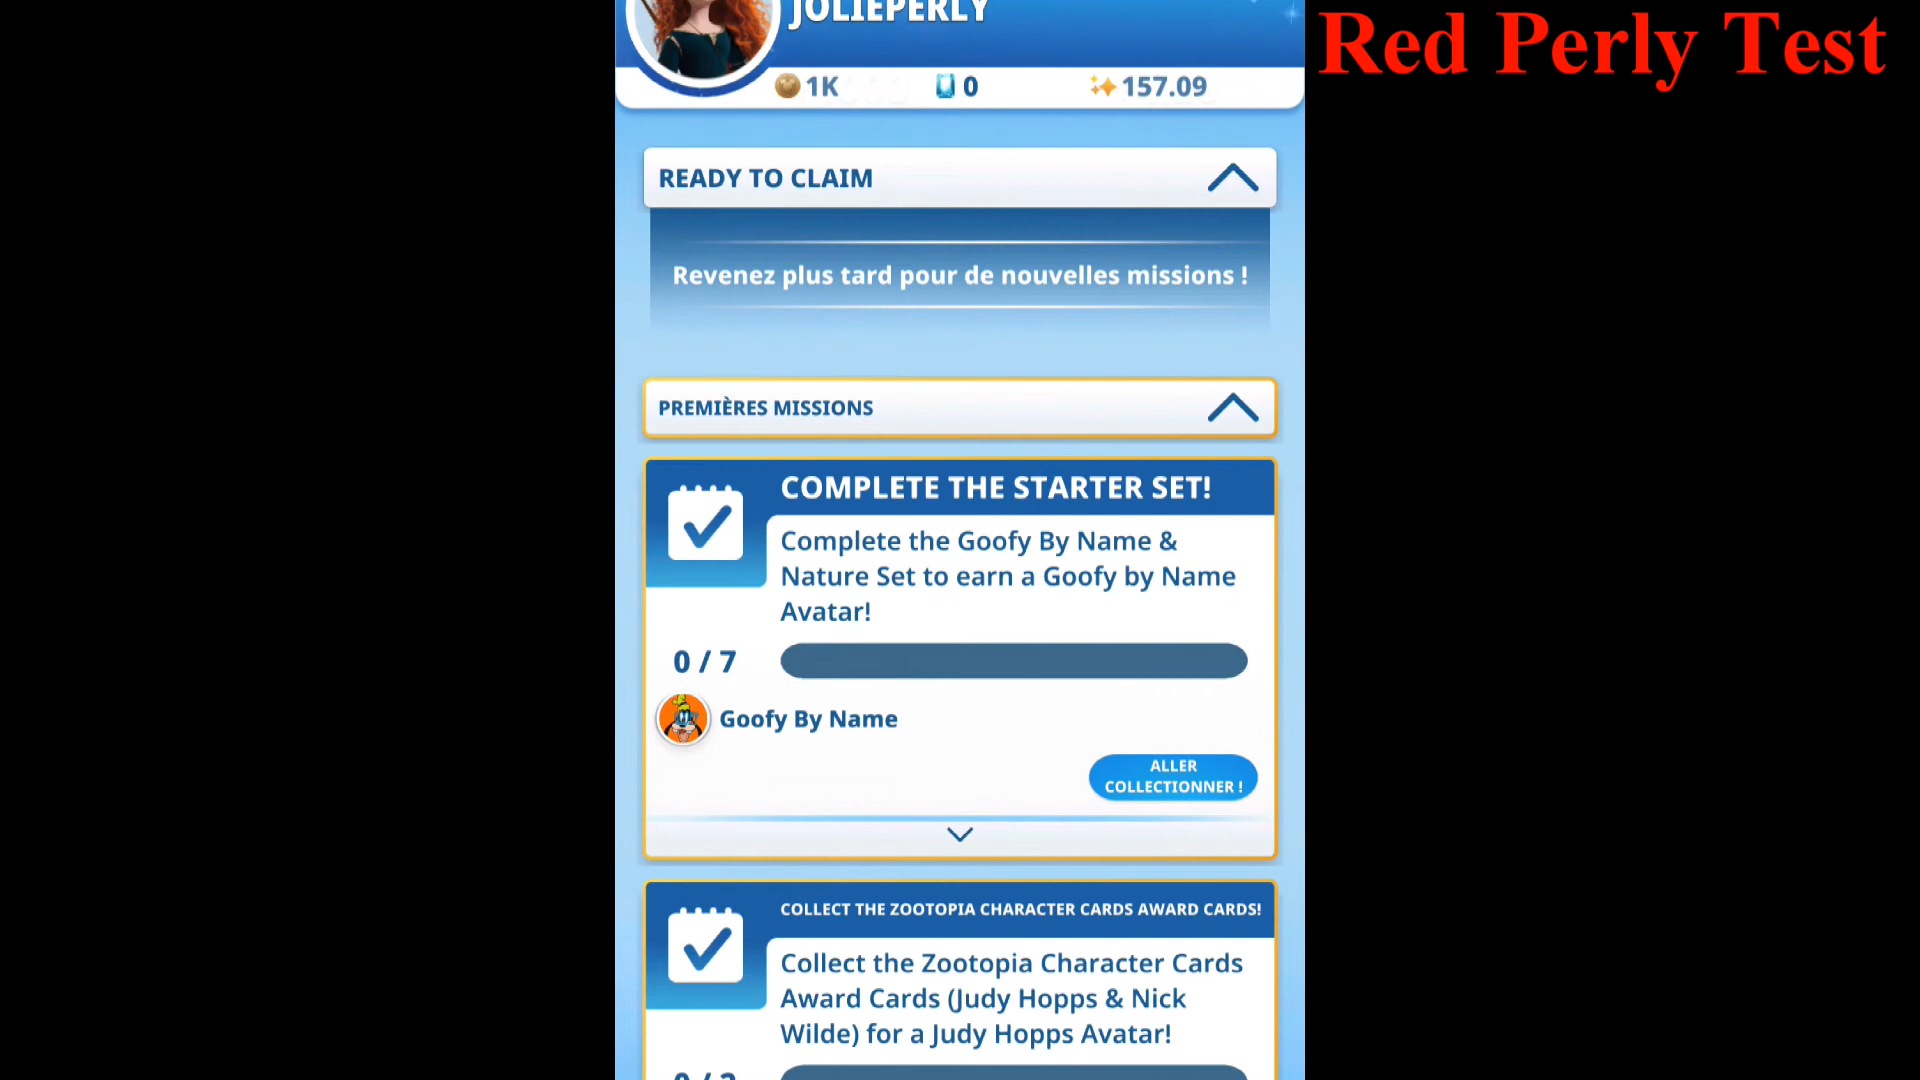 JOLIEPERLY
Red Perly Test
1K
0
157.09
READY TO CLAIM
Revenez plus tard pour de nouvelles missions !
PREMIÈRES MISSIONS
COMPLETE THE STARTER SET!
Complete the Goofy By Name &
Nature Set to earn a Goofy by Name
Avatar!
0 / 7
Goofy By Name
ALLER
COLLECTIONNER !
COLLECT THE ZOOTOPIA CHARACTER CARDS AWARD CARDS!
Collect the Zootopia Character Cards
Award Cards (Judy Hopps & Nick
Wilde) for a Judy Hopps Avatar!